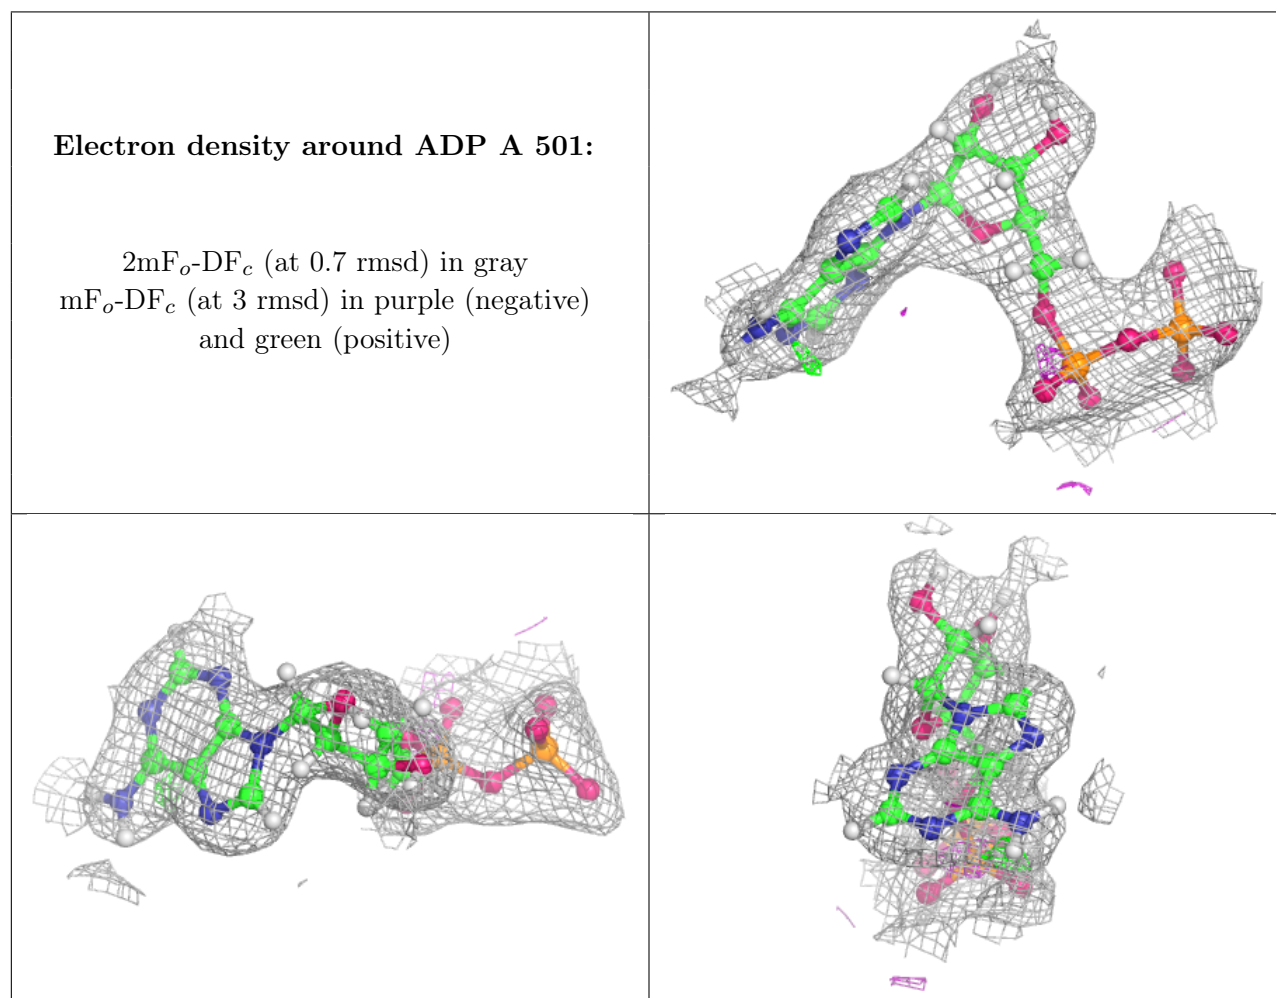 Electron density around ADP A 501:
2mFo-DFc (at 0.7 rmsd) in gray
mFo-DFc (at 3 rmsd) in purple (negative)
and green (positive)